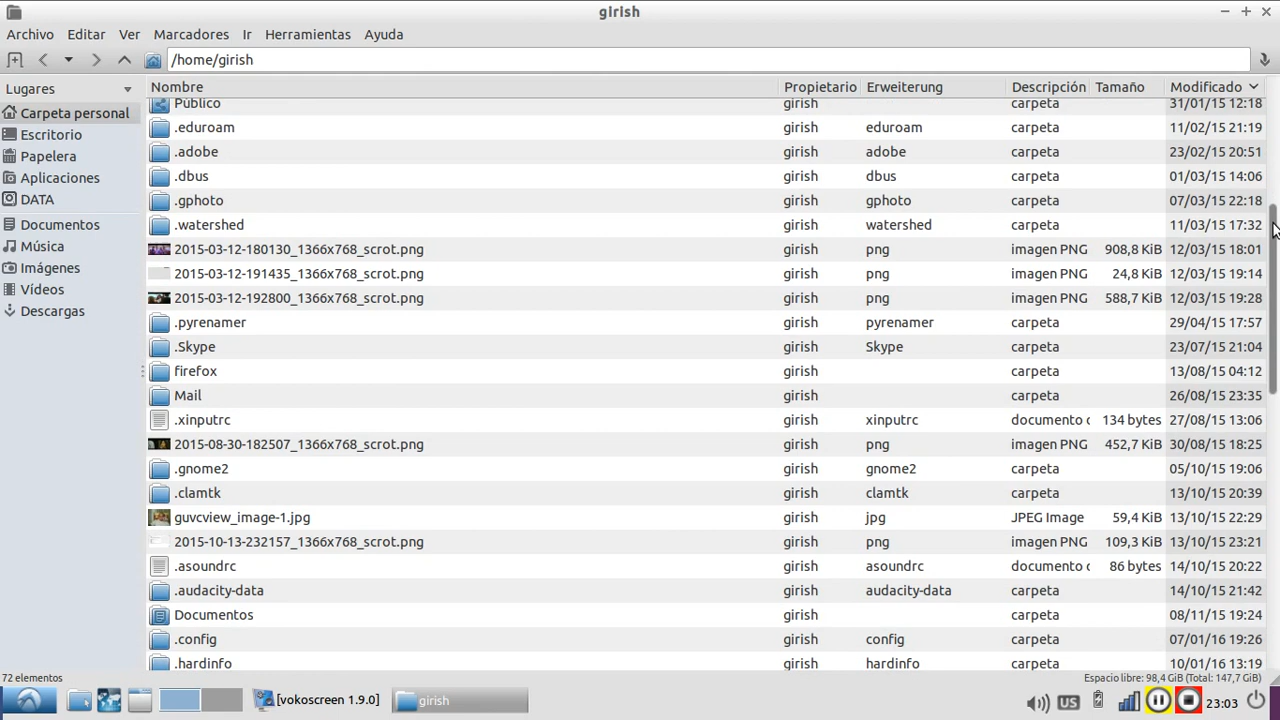 girish
Archivo Editar Ver Marcadores Ir Herramientas Ayuda
/home/girish
Lugares
Carpeta personal
Escritorio
Papelera
Aplicaciones
DATA
Documentos
Música
Imágenes
Vídeos
Descargas
Nombre Propietario Erweiterung Descripción Tamaño Modificado
Público girish carpeta 31/01/15 12:18
.eduroam girish eduroam carpeta 11/02/15 21:19
.adobe girish adobe carpeta 23/02/15 20:51
.dbus girish dbus carpeta 01/03/15 14:06
.gphoto girish gphoto carpeta 07/03/15 22:18
.watershed girish watershed carpeta 11/03/15 17:32
2015-03-12-180130_1366x768_scrot.png girish png imagen PNG 908,8 KiB 12/03/15 18:01
2015-03-12-191435_1366x768_scrot.png girish png imagen PNG 24,8 KiB 12/03/15 19:14
2015-03-12-192800_1366x768_scrot.png girish png imagen PNG 588,7 KiB 12/03/15 19:28
.pyrenamer girish pyrenamer carpeta 29/04/15 17:57
.Skype girish Skype carpeta 23/07/15 21:04
firefox girish carpeta 13/08/15 04:12
Mail girish carpeta 26/08/15 23:35
.xinputrc girish xinputrc documento 134 bytes 27/08/15 13:06
2015-08-30-182507_1366x768_scrot.png girish png imagen PNG 452,7 KiB 30/08/15 18:25
.gnome2 girish gnome2 carpeta 05/10/15 19:06
.clamtk girish clamtk carpeta 13/10/15 20:39
guvcview_image-1.jpg girish jpg JPEG Image 59,4 KiB 13/10/15 22:29
2015-10-13-232157_1366x768_scrot.png girish png imagen PNG 109,3 KiB 13/10/15 23:21
.asoundrc girish asoundrc documento 86 bytes 14/10/15 20:22
.audacity-data girish audacity-data carpeta 14/10/15 21:42
Documentos girish carpeta 08/11/15 19:24
.config girish config carpeta 07/01/16 19:26
.hardinfo girish hardinfo carpeta 10/01/16 13:19
72 elementos Espacio libre: 98,4 GiB (Total: 147,7 GiB)
[vokoscreen 1.9.0] girish US 23:03